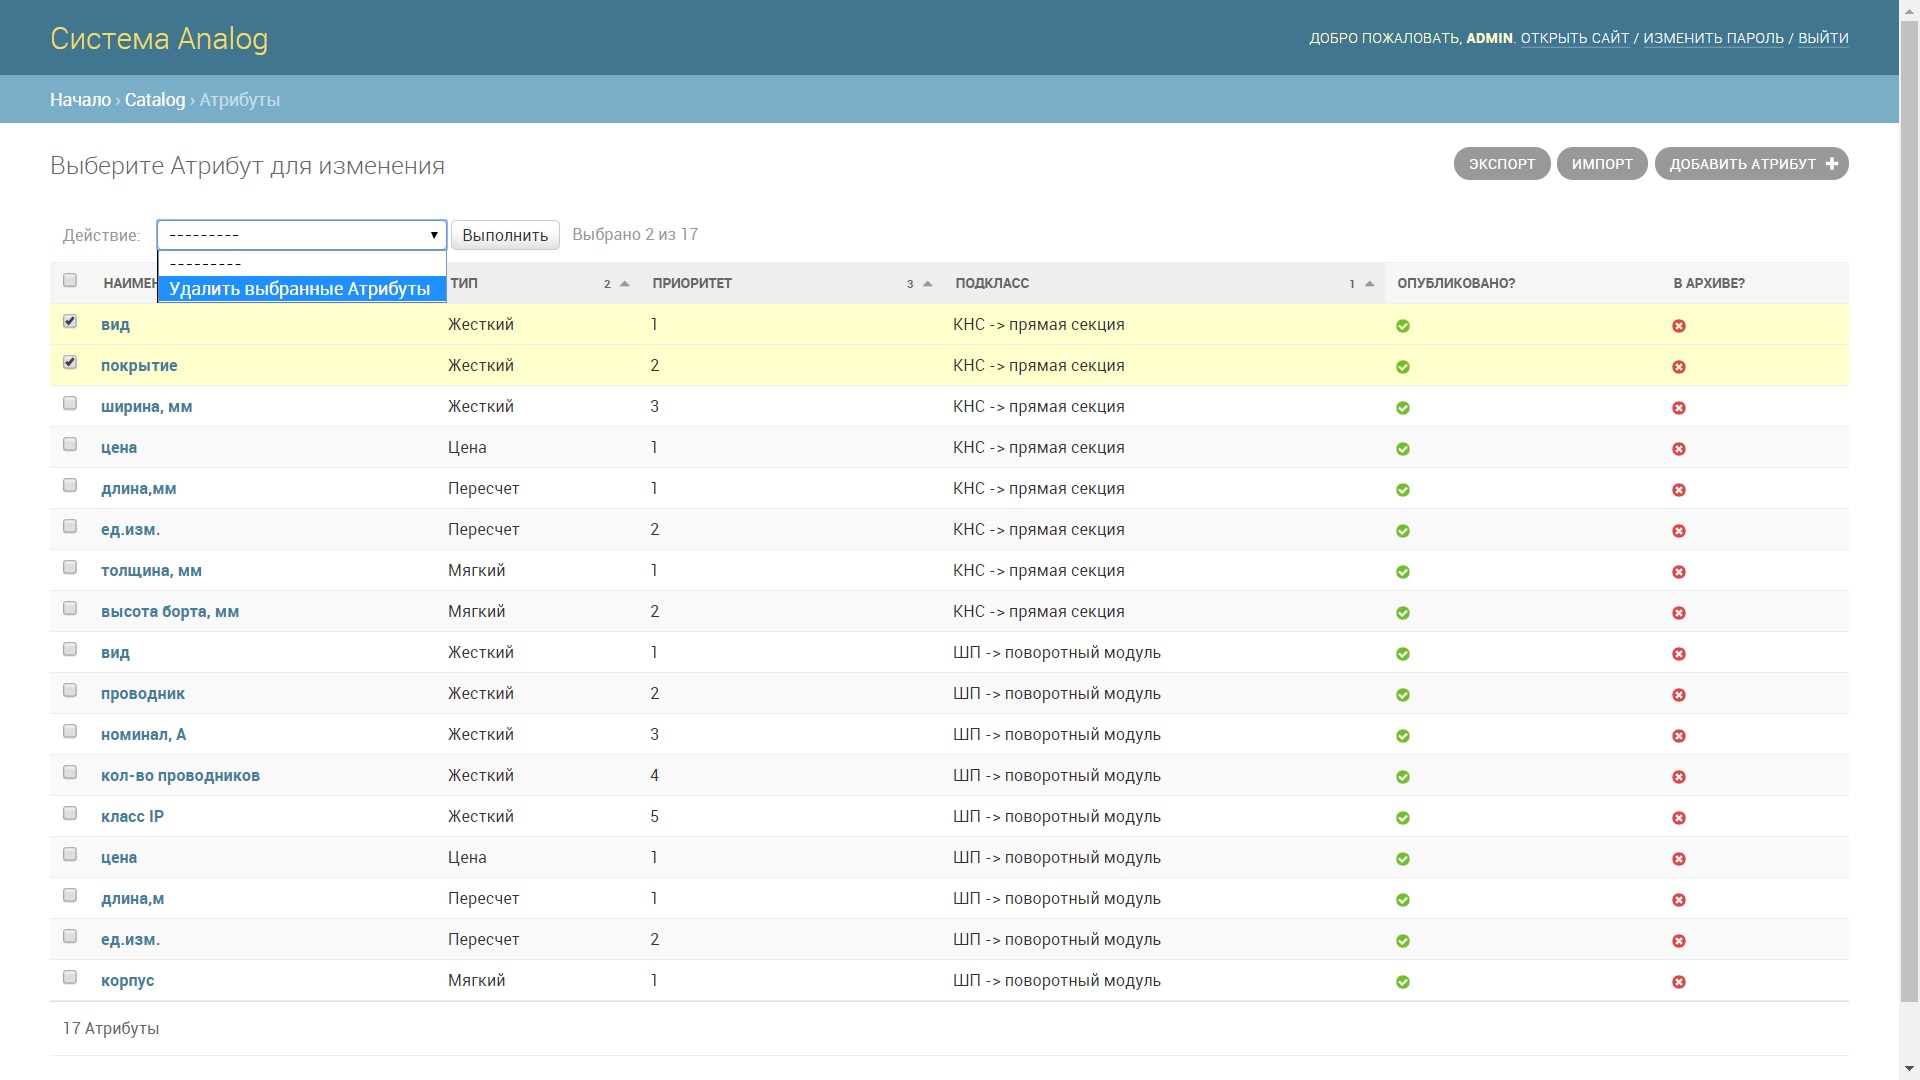 Система Analog
ДОБРО ПОЖАЛОВАТЬ, ADMIN. ОТКРЫТЬ САЙТ / ИЗМЕНИТЬ ПАРОЛЬ / ВЫЙТИ
Начало › Catalog › Атрибуты
Выберите Атрибут для изменения
ЭКСПОРТ ИМПОРТ ДОБАВИТЬ АТРИБУТ +
Действие: --------- Выполнить Выбрано 2 из 17
---------
Удалить выбранные Атрибуты
НАИМЕН ТИП 2 ПРИОРИТЕТ 3 ПОДКЛАСС 1 ОПУБЛИКОВАНО? В АРХИВЕ?
вид Жесткий 1 КНС -> прямая секция
покрытие Жесткий 2 КНС -> прямая секция
ширина, мм Жесткий 3 КНС -> прямая секция
цена Цена 1 КНС -> прямая секция
длина,мм Пересчет 1 КНС -> прямая секция
ед.изм. Пересчет 2 КНС -> прямая секция
толщина, мм Мягкий 1 КНС -> прямая секция
высота борта, мм Мягкий 2 КНС -> прямая секция
вид Жесткий 1 ШП -> поворотный модуль
проводник Жесткий 2 ШП -> поворотный модуль
номинал, А Жесткий 3 ШП -> поворотный модуль
кол-во проводников Жесткий 4 ШП -> поворотный модуль
класс IP Жесткий 5 ШП -> поворотный модуль
цена Цена 1 ШП -> поворотный модуль
длина,м Пересчет 1 ШП -> поворотный модуль
ед.изм. Пересчет 2 ШП -> поворотный модуль
корпус Мягкий 1 ШП -> поворотный модуль
17 Атрибуты